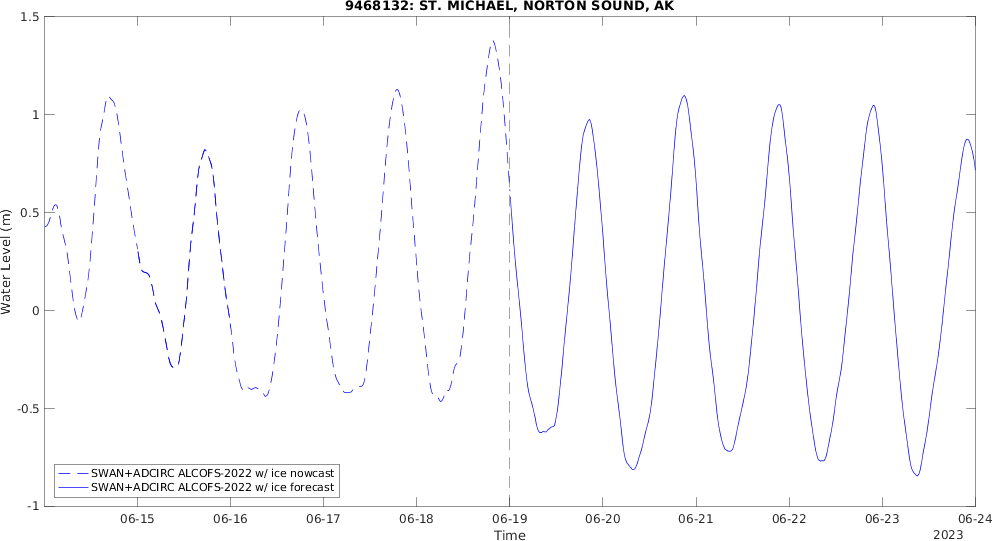 9468132: ST. MICHAEL, NORTON SOUND, AK
1.5
1
0.5
0
-0.5
-1
Water Level (m)
SWAN+ADCIRC ALCOFS-2022 w/ ice nowcast
SWAN+ADCIRC ALCOFS-2022 w/ ice forecast
06-15 06-16 06-17 06-18 06-19 06-20 06-21 06-22 06-23 06-24
Time
2023